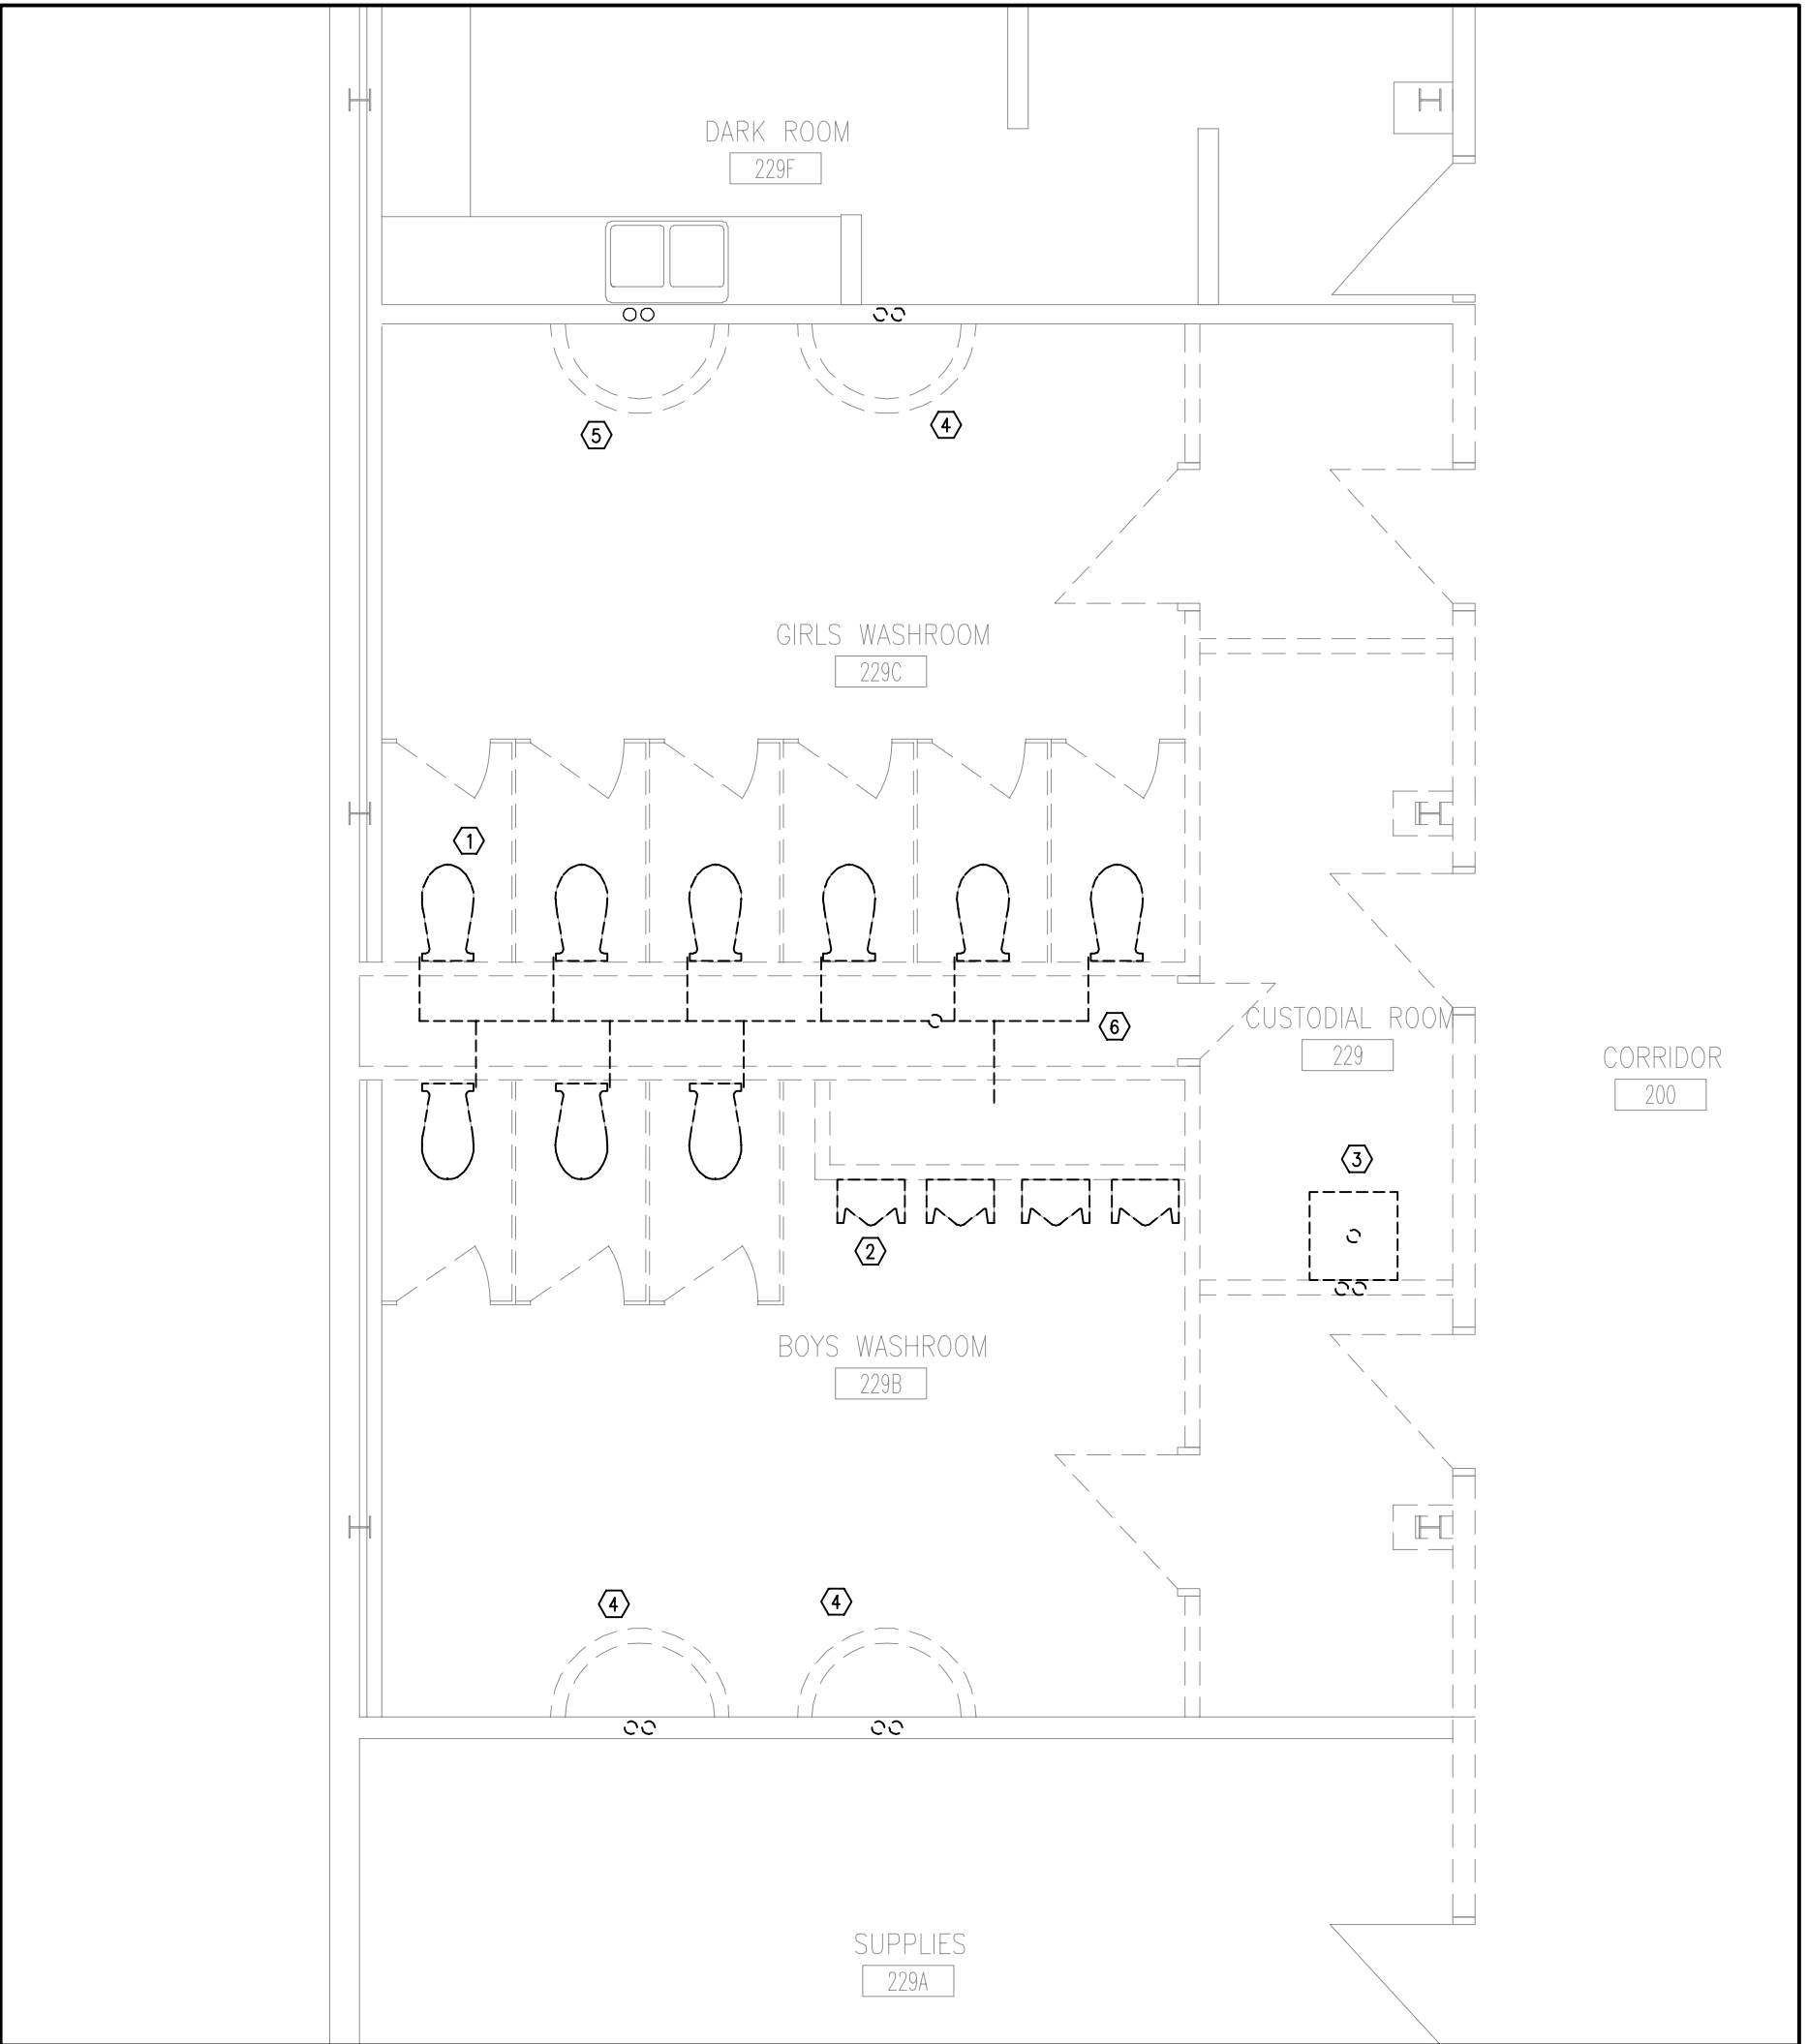 DARK ROOM
229F
5
4
GIRLS WASHROOM
229C
1
6
CUSTODIAL ROOM
229
CORRIDOR
200
3
2
BOYS WASHROOM
229B
4
4
SUPPLIES
229A